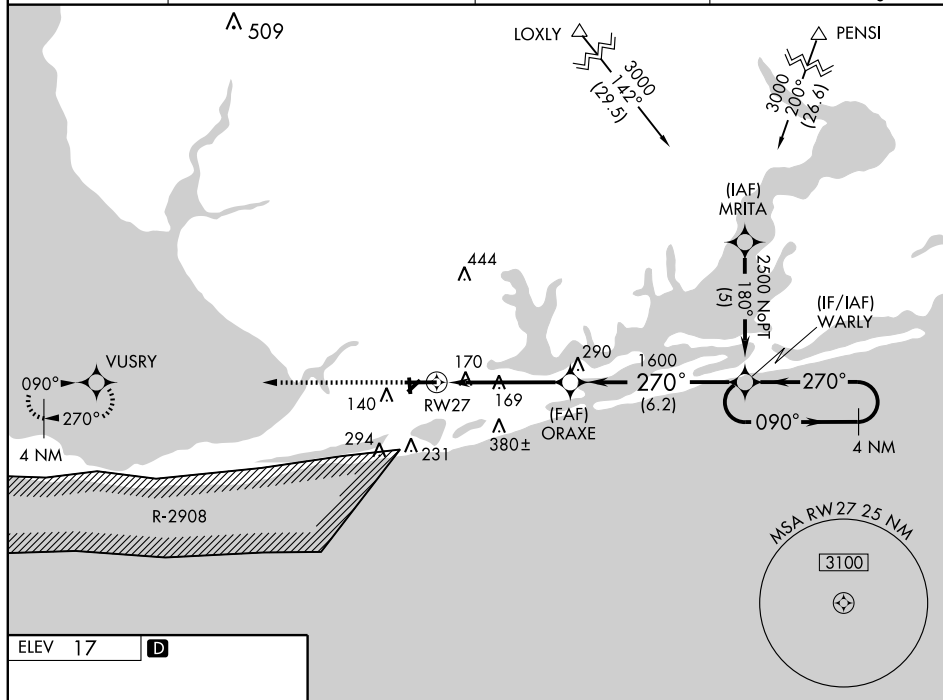 509
LOXLY
3000
142°
(29.5)
PENSI
3000
200°
(26.6)
(IAF)
MRITA
2500 NoPT
180°
(5)
(IF/IAF)
WARLY
444
VUSRY
090°
270°
4 NM
170
290
1600
270°
(6.2)
270°
090°
4 NM
140
RW27
169
(FAF)
ORAXE
294
231
380±
R-2908
MSA RW27 25 NM
3100
ELEV 17
D